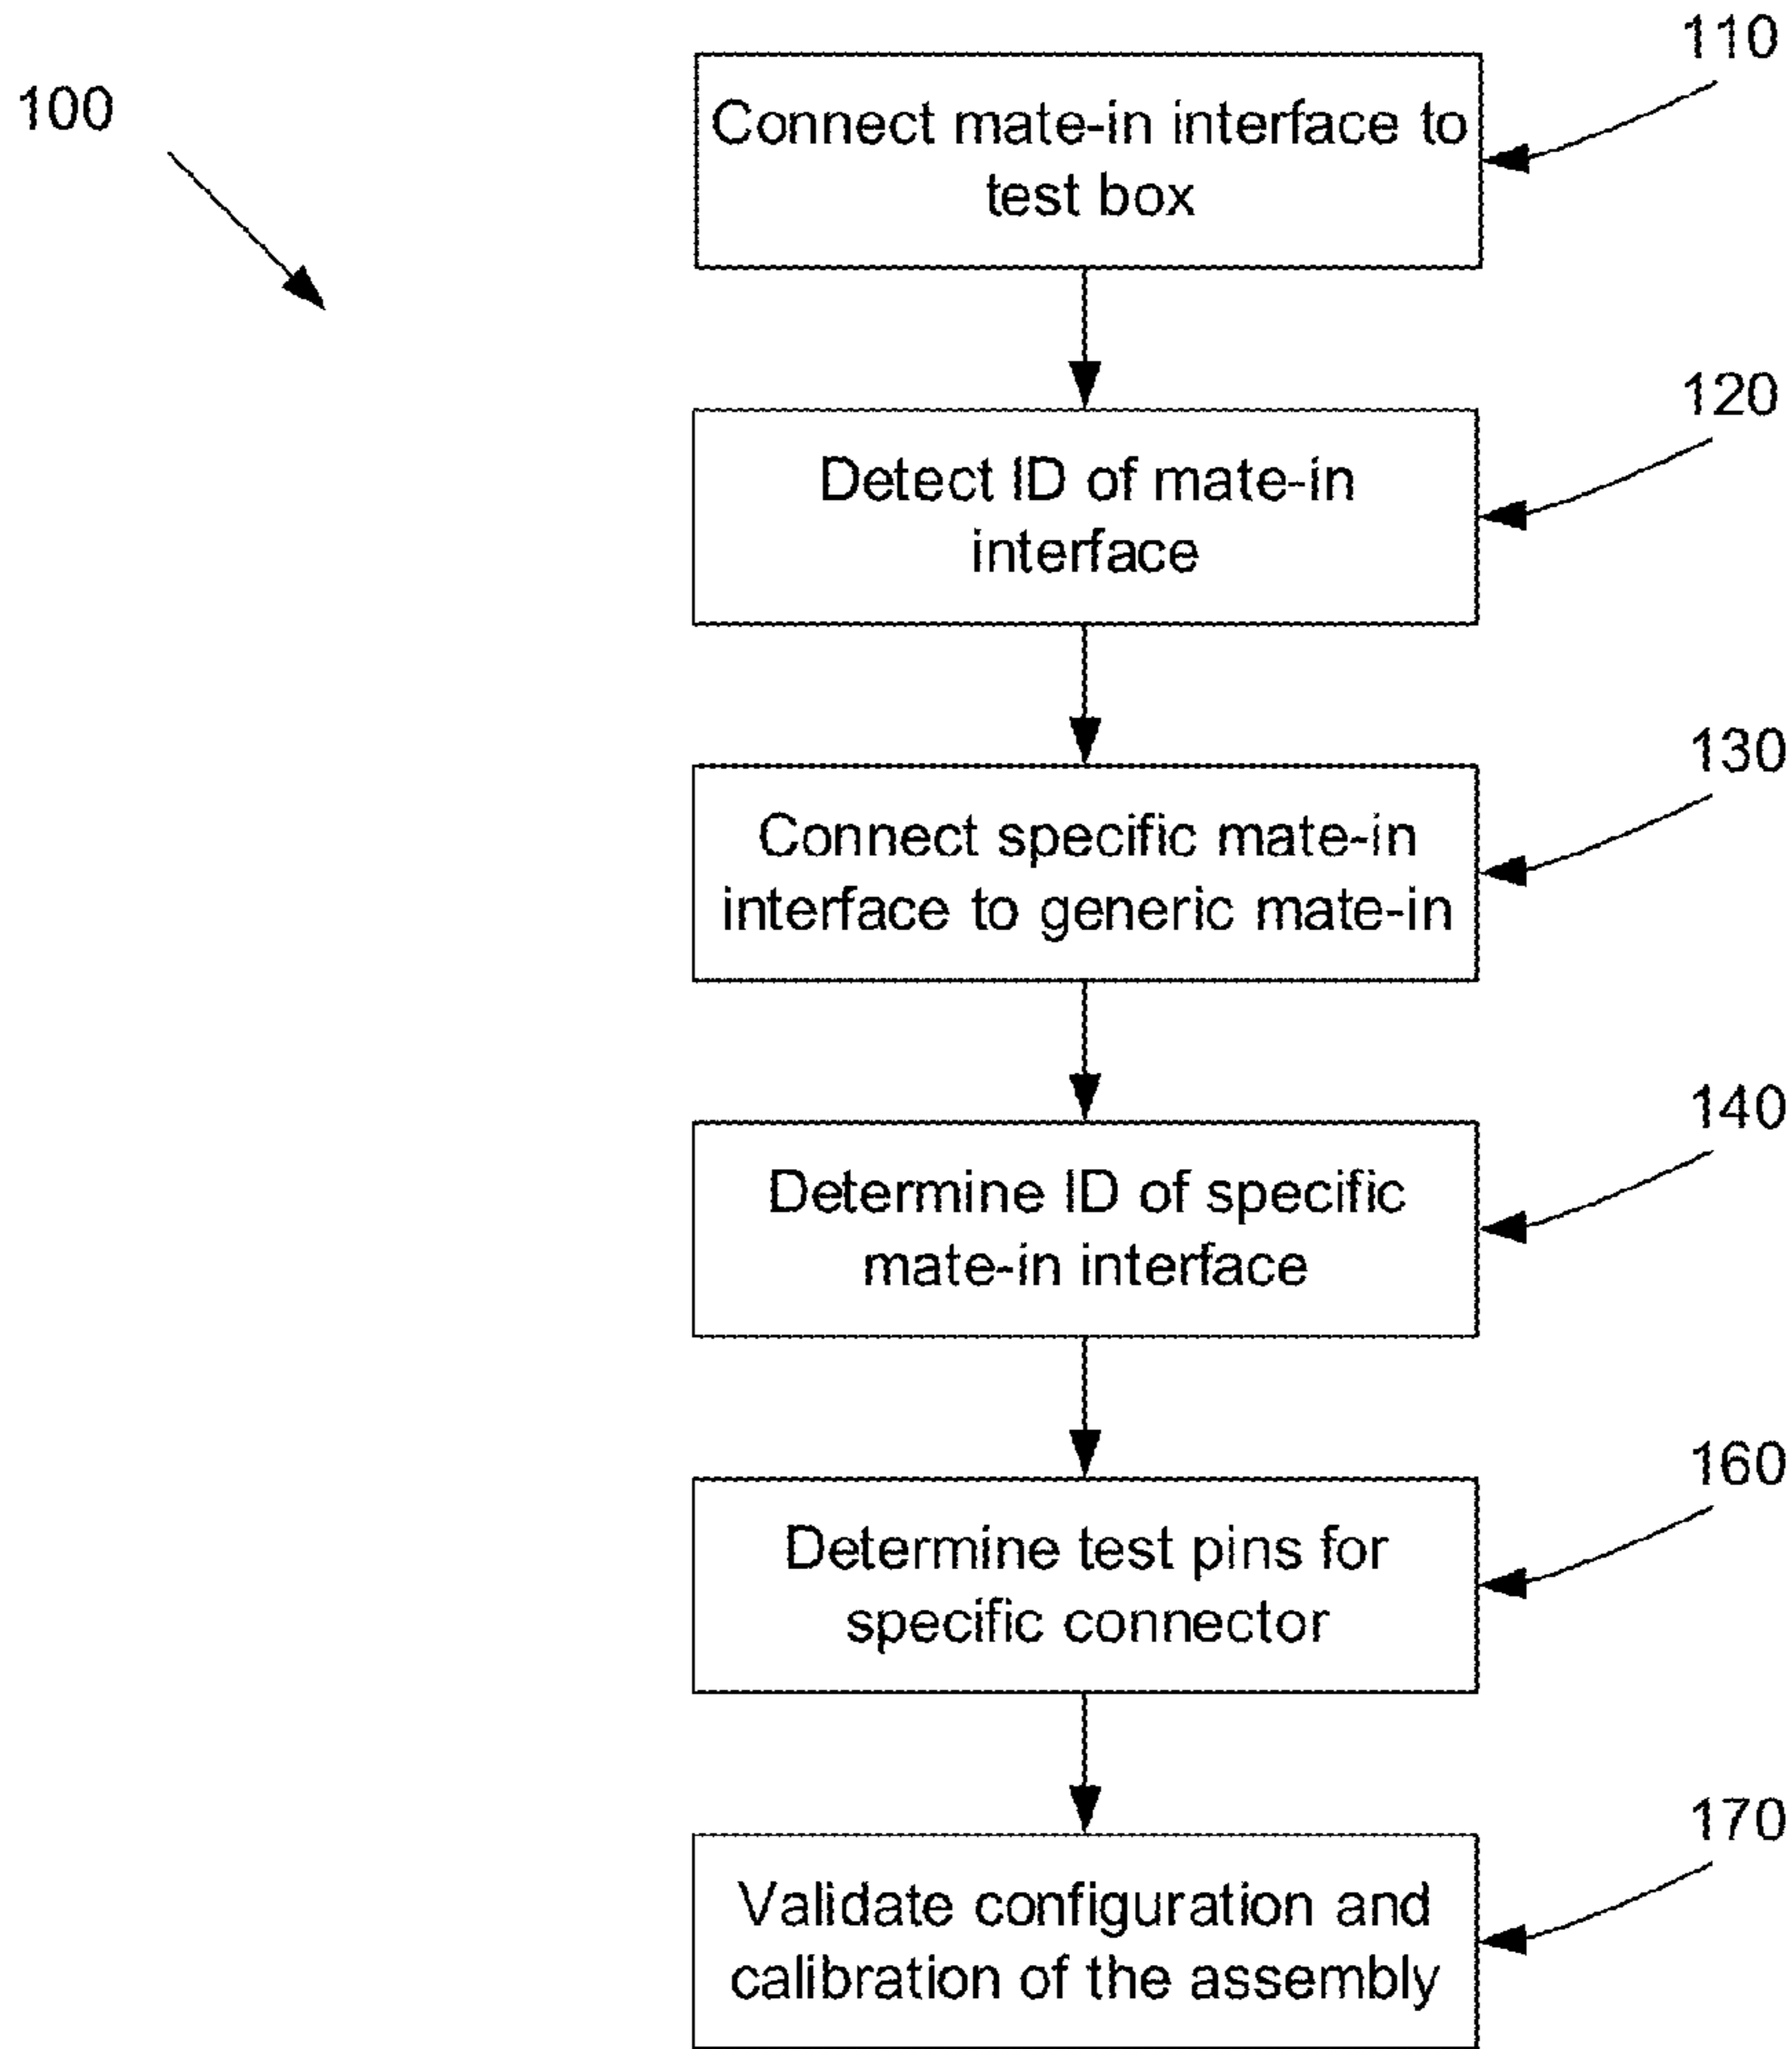 100
110
Connect mate-in interface to
test box
120
Detect ID of mate-in
interface
130
Connect specific mate-in
interface to generic mate-in
140
Determine ID of specific
mate-in interface
160
Determine test pins for
specific connector
170
Validate configuration and
calibration of the assembly